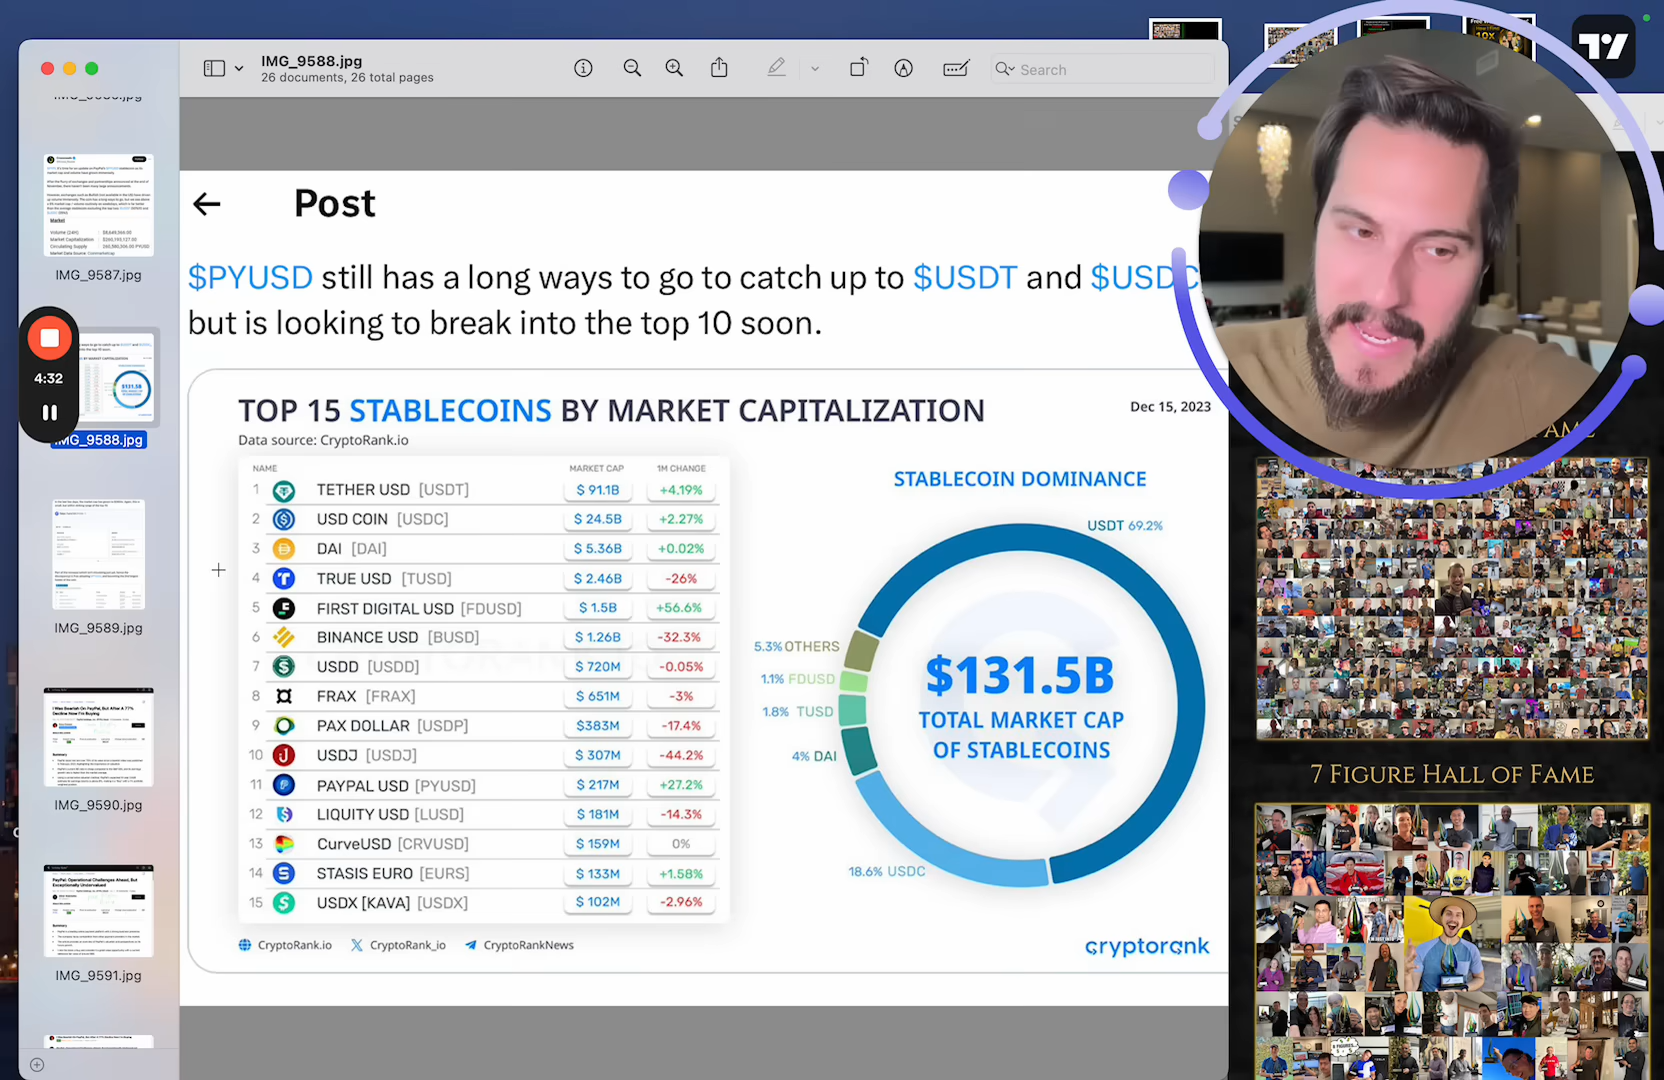 IMG_9588.jpg
26 documents, 26 total pages
Search
IMG_9587.jpg
4:32
IMG_9588.jpg
IMG_9589.jpg
IMG_9590.jpg
IMG_9591.jpg
Post
$PYUSD still has a long ways to go to catch up to $USDT and $USDC
but is looking to break into the top 10 soon.
TOP 15 STABLECOINS BY MARKET CAPITALIZATION
Dec 15, 2023
Data source: CryptoRank.io
NAME MARKET CAP 1M CHANGE
1 TETHER USD [USDT] $ 91.1B +4.19%
2 USD COIN [USDC] $ 24.5B +2.27%
3 DAI [DAI] $ 5.36B +0.02%
4 TRUE USD [TUSD] $ 2.46B -26%
5 FIRST DIGITAL USD [FDUSD] $ 1.5B +56.6%
6 BINANCE USD [BUSD] $ 1.26B -32.3%
7 USDD [USDD] $ 720M -0.05%
8 FRAX [FRAX] $ 651M -3%
9 PAX DOLLAR [USDP] $383M -17.4%
10 USDJ [USDJ] $ 307M -44.2%
11 PAYPAL USD [PYUSD] $ 217M +27.2%
12 LIQUITY USD [LUSD] $ 181M -14.3%
13 CurveUSD [CRVUSD] $ 159M 0%
14 STASIS EURO [EURS] $ 133M +1.58%
15 USDX [KAVA] [USDX] $ 102M -2.96%
STABLECOIN DOMINANCE
USDT 69.2%
5.3% OTHERS
1.1% FDUSD
1.8% TUSD
4% DAI
18.6% USDC
$131.5B
TOTAL MARKET CAP
OF STABLECOINS
CryptoRank.io CryptoRank_io CryptoRankNews
cryptorank
7 Figure Hall of Fame